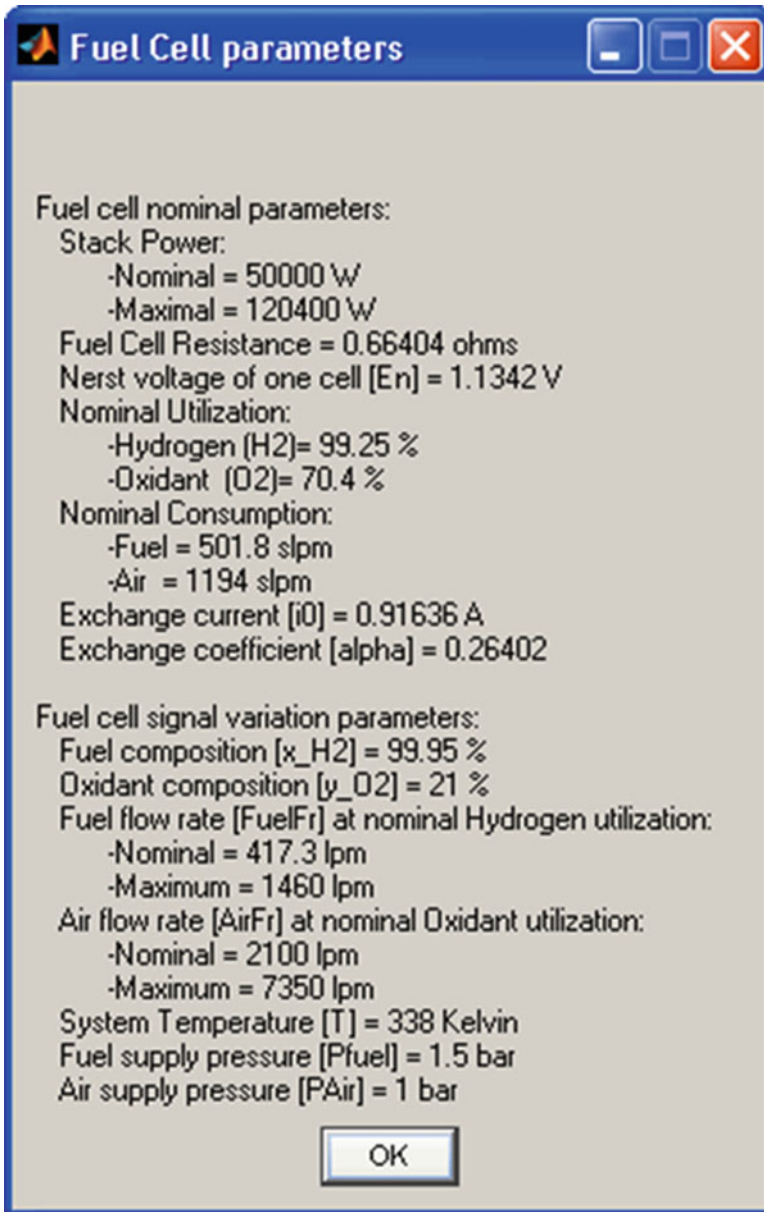 Fuel Cell parameters
Fuel cell nominal parameters:
Stack Power:
-Nominal = 50000 W
-Maximal = 120400 W
Fuel Cell Resistance = 0.66404 ohms
Nerst voltage of one cell [En] = 1.1342 V
Nominal Utilization:
-Hydrogen (H2)= 99.25 %
-Oxidant (O2)= 70.4 %
Nominal Consumption:
-Fuel = 501.8 slpm
-Air = 1194 slpm
Exchange current [i0] = 0.91636 A
Exchange coefficient [alpha] = 0.26402
Fuel cell signal variation parameters:
Fuel composition [x_H2] = 99.95 %
Oxidant composition [y_O2] = 21 %
Fuel flow rate [FuelFr] at nominal Hydrogen utilization:
-Nominal = 417.3 lpm
-Maximum = 1460 lpm
Air flow rate [AirFr] at nominal Oxidant utilization:
-Nominal = 2100 lpm
-Maximum = 7350 lpm
System Temperature [T] = 338 Kelvin
Fuel supply pressure [Pfuel] = 1.5 bar
Air supply pressure [PAir] = 1 bar
OK